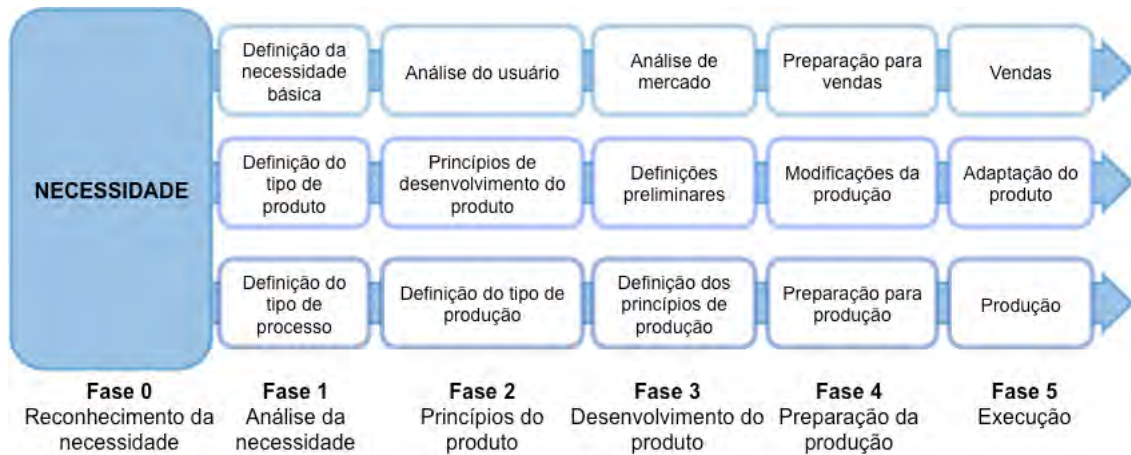 Definição da
necessidade
básica
Análise do usuário
Análise de
mercado
Preparação para
vendas
Vendas
NECESSIDADE
Definição do
tipo de
produto
Princípios de
desenvolvimento do
produto
Definições
preliminares
Modificações da
produção
Adaptação do
produto
Definição do
tipo de
processo
Definição do tipo de
produção
Definição dos
princípios de
produção
Preparação para
produção
Produção
Fase 0
Reconhecimento da
necessidade
Fase 1
Análise da
necessidade
Fase 2
Princípios do
produto
Fase 3
Desenvolvimento do
produto
Fase 4
Preparação da
produção
Fase 5
Execução